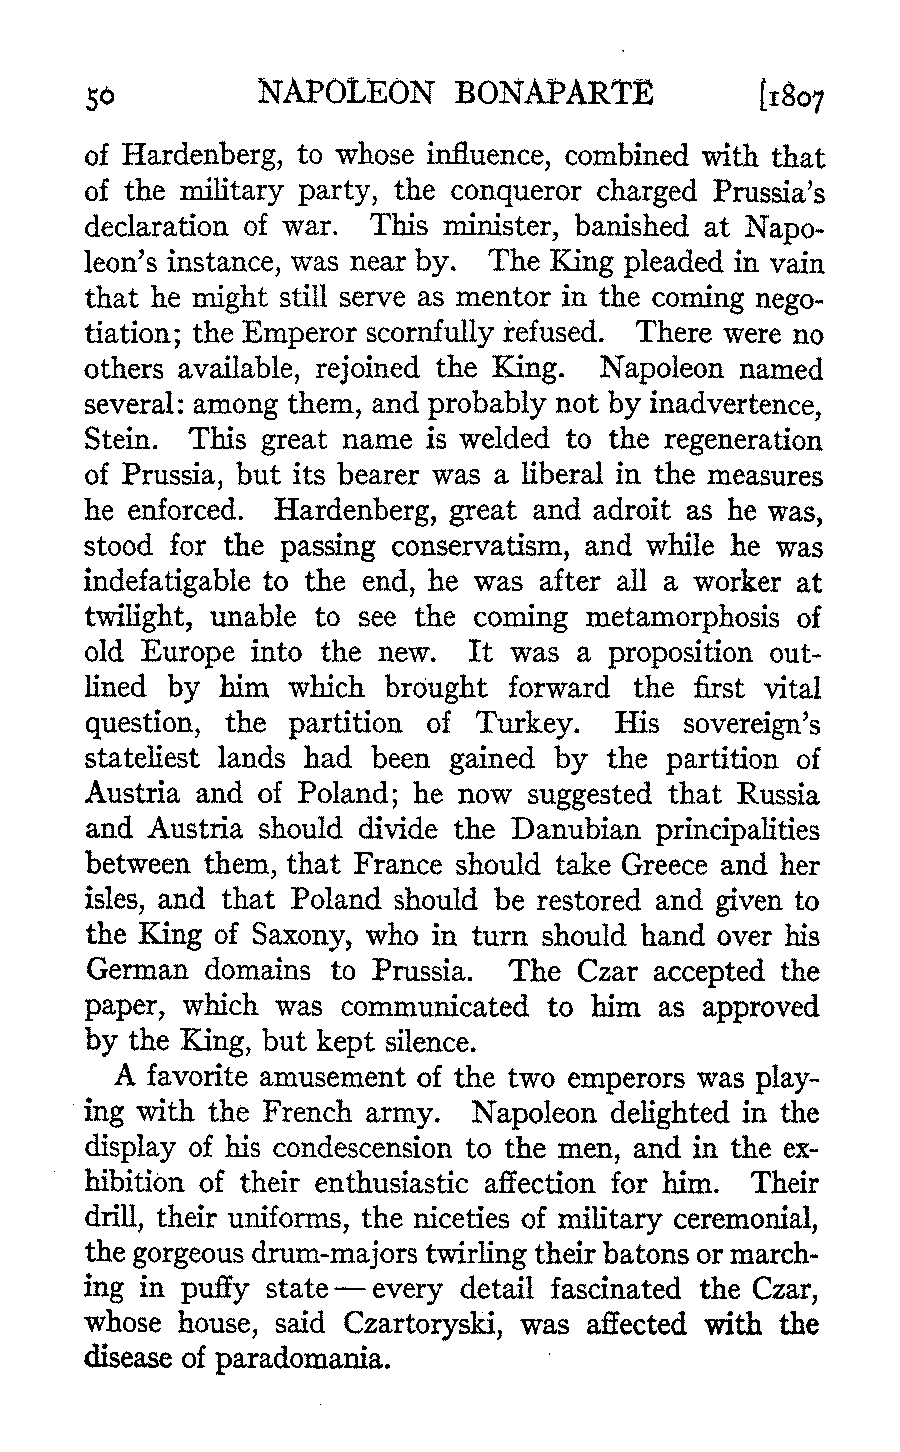 50 NAPOLEON BONAPARTE [1807
of Hardenberg, to whose influence, combined with that
of the military party, the conqueror charged Prussia's
declaration of war. This minister, banished at Napo-
leon's instance, was near by. The King pleaded in vain
that he might still serve as mentor in the coming nego-
tiation; the Emperor scornfully refused. There were no
others available, rejoined the King. Napoleon named
several: among them, and probably not by inadvertence,
Stein. This great name is welded to the regeneration
of Prussia, but its bearer was a liberal in the measures
he enforced. Hardenberg, great and adroit as he was,
stood for the passing conservatism, and while he was
indefatigable to the end, he was after all a worker at
twilight, unable to see the coming metamorphosis of
old Europe into the new. It was a proposition out-
lined by him which brought forward the first vital
question, the partition of Turkey. His sovereign's
stateliest lands had been gained by the partition of
Austria and of Poland; he now suggested that Russia
and Austria should divide the Danubian principalities
between them, that France should take Greece and her
isles, and that Poland should be restored and given to
the King of Saxony, who in turn should hand over his
German domains to Prussia. The Czar accepted the
paper, which was communicated to him as approved
by the King, but kept silence.
A favorite amusement of the two emperors was play-
ing with the French army. Napoleon delighted in the
display of his condescension to the men, and in the ex-
hibition of their enthusiastic affection for him. Their
drill, their uniforms, the niceties of military ceremonial,
the gorgeous drum-majors twirling their batons or march-
ing in puffy state — every detail fascinated the Czar,
whose house, said Czartoryski, was affected with the
disease of paradomania.